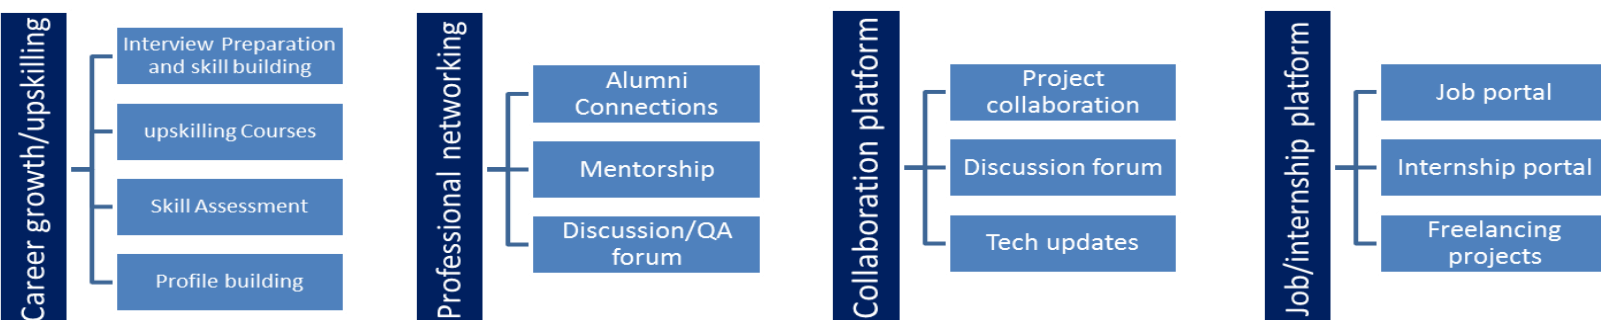 Career growth/upskilling
Interview Preparation
and skill building
upskilling Courses
Skill Assessment
Profile building
Professional networking
Alumni
Connections
Mentorship
Discussion/QA
forum
Collaboration platform
Project
collaboration
Discussion forum
Tech updates
Job/internship platform
Job portal
Internship portal
Freelancing
projects